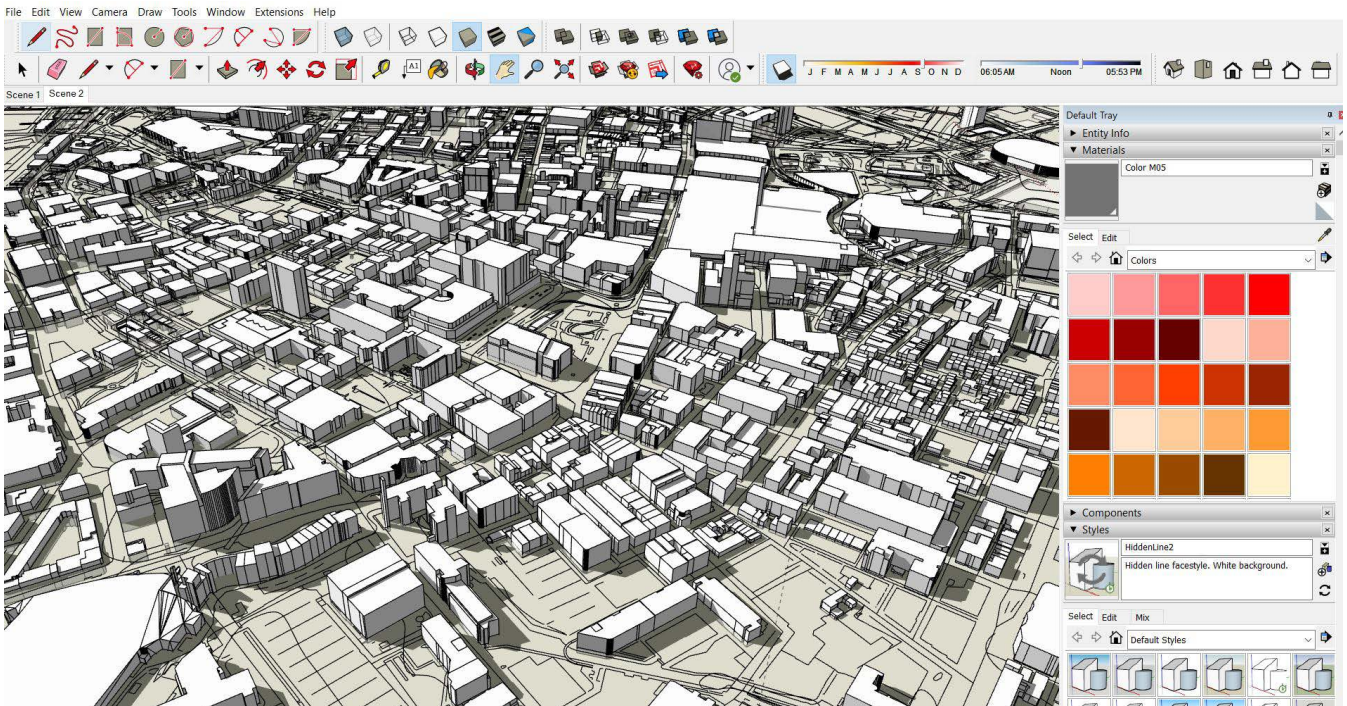 File Edit View Camera Draw Tools Window Extensions Help
A1
J F M A M J J A S O N D 06:05 AM Noon 05:53 PM
Scene 1 Scene 2
Default Tray
Entity Info
Materials
Color M05
Select Edit
Colors
Components
Styles
HiddenLine2
Hidden line facestyle. White background.
Select Edit Mix
Default Styles